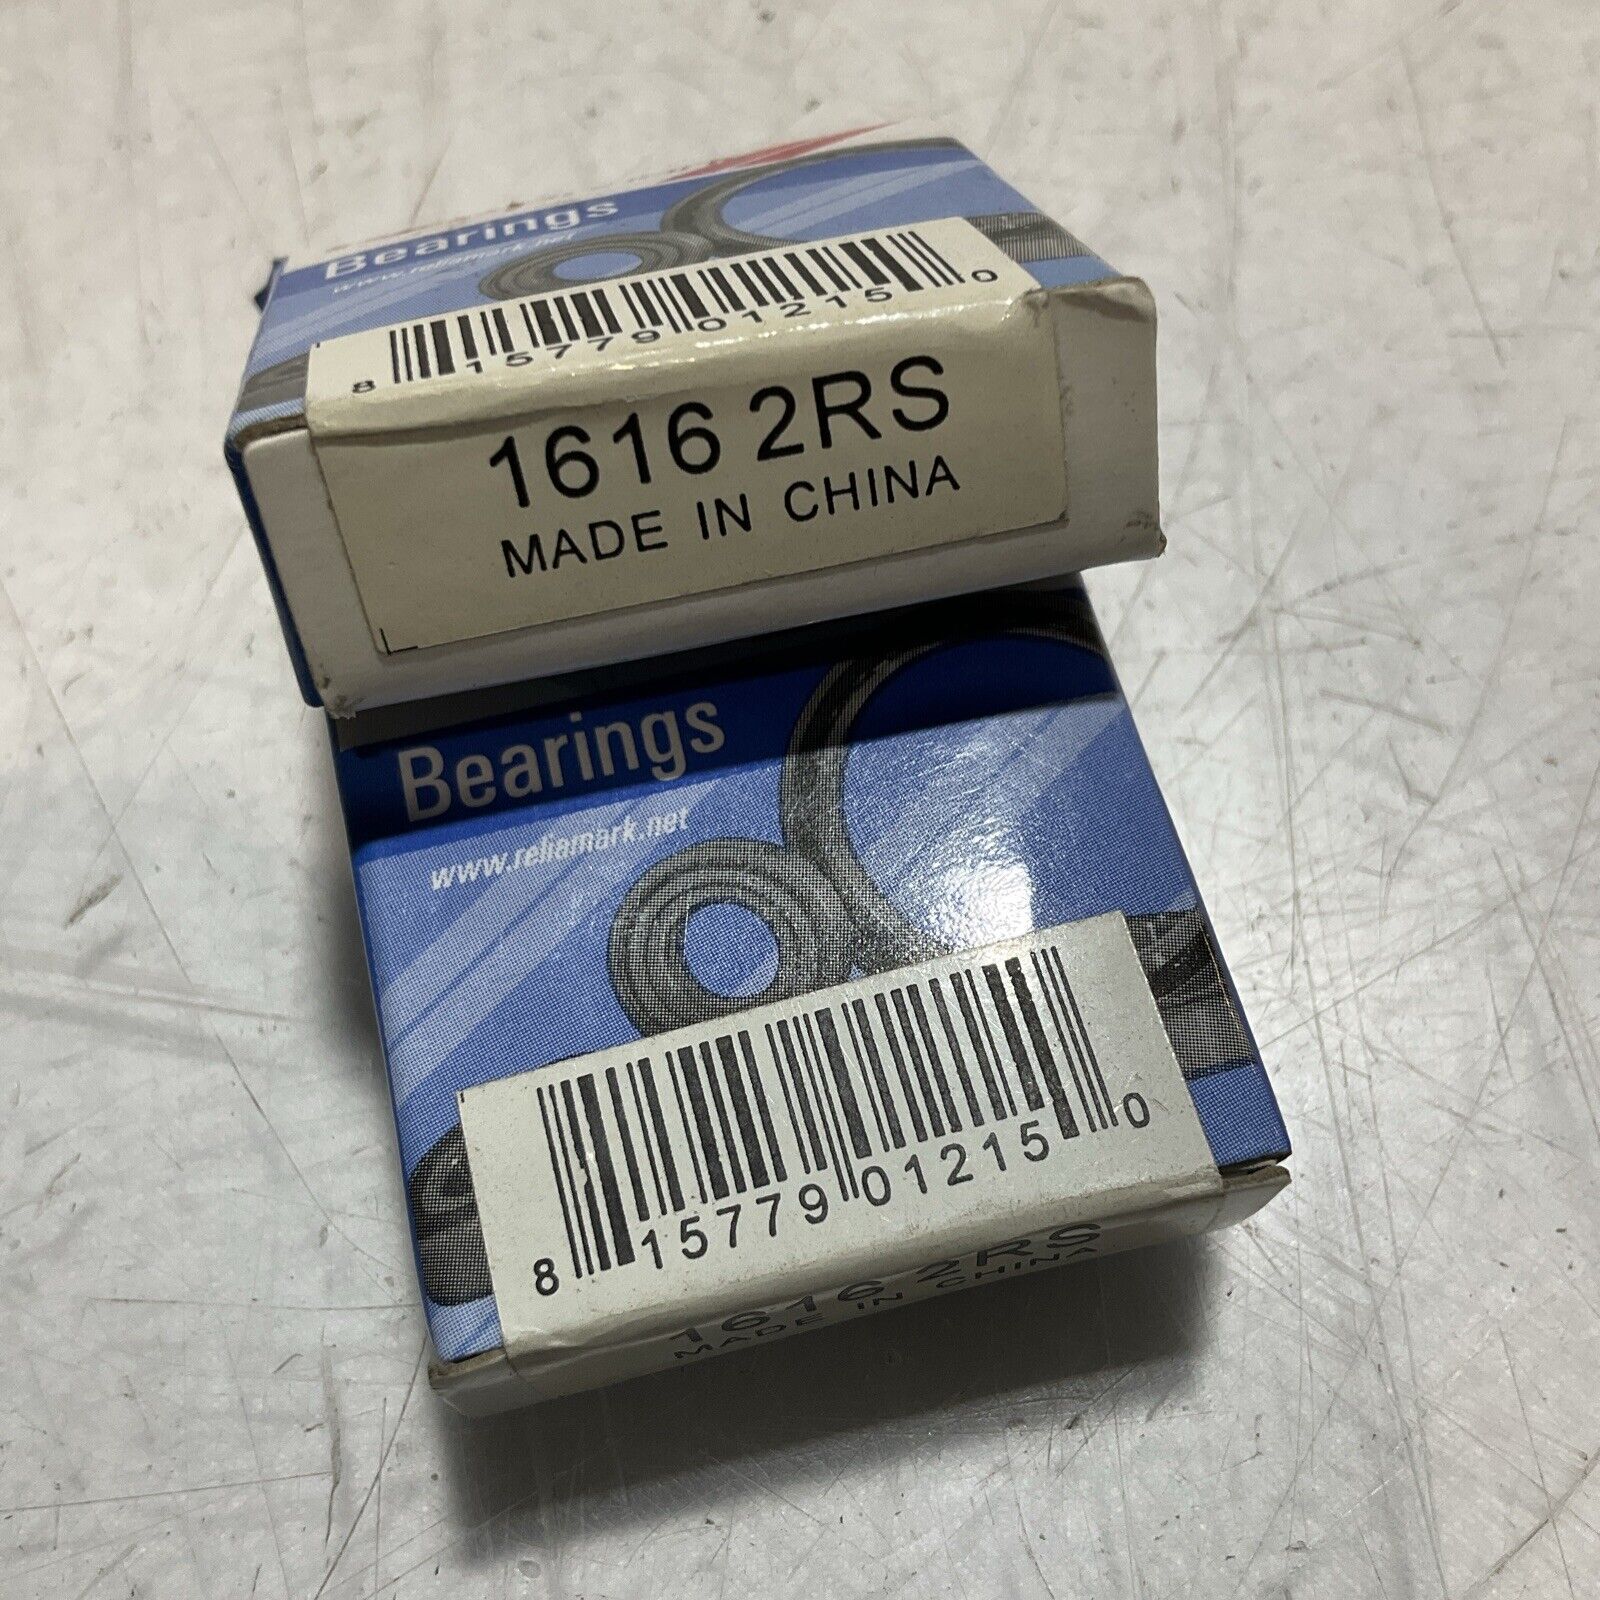 Bearings
www.reliamark.net
8 15779 01215 0
1616 2RS
MADE IN CHINA
Bearings
www.reliamark.net
8 15779 01215 0
1616 2RS
MADE IN CHINA